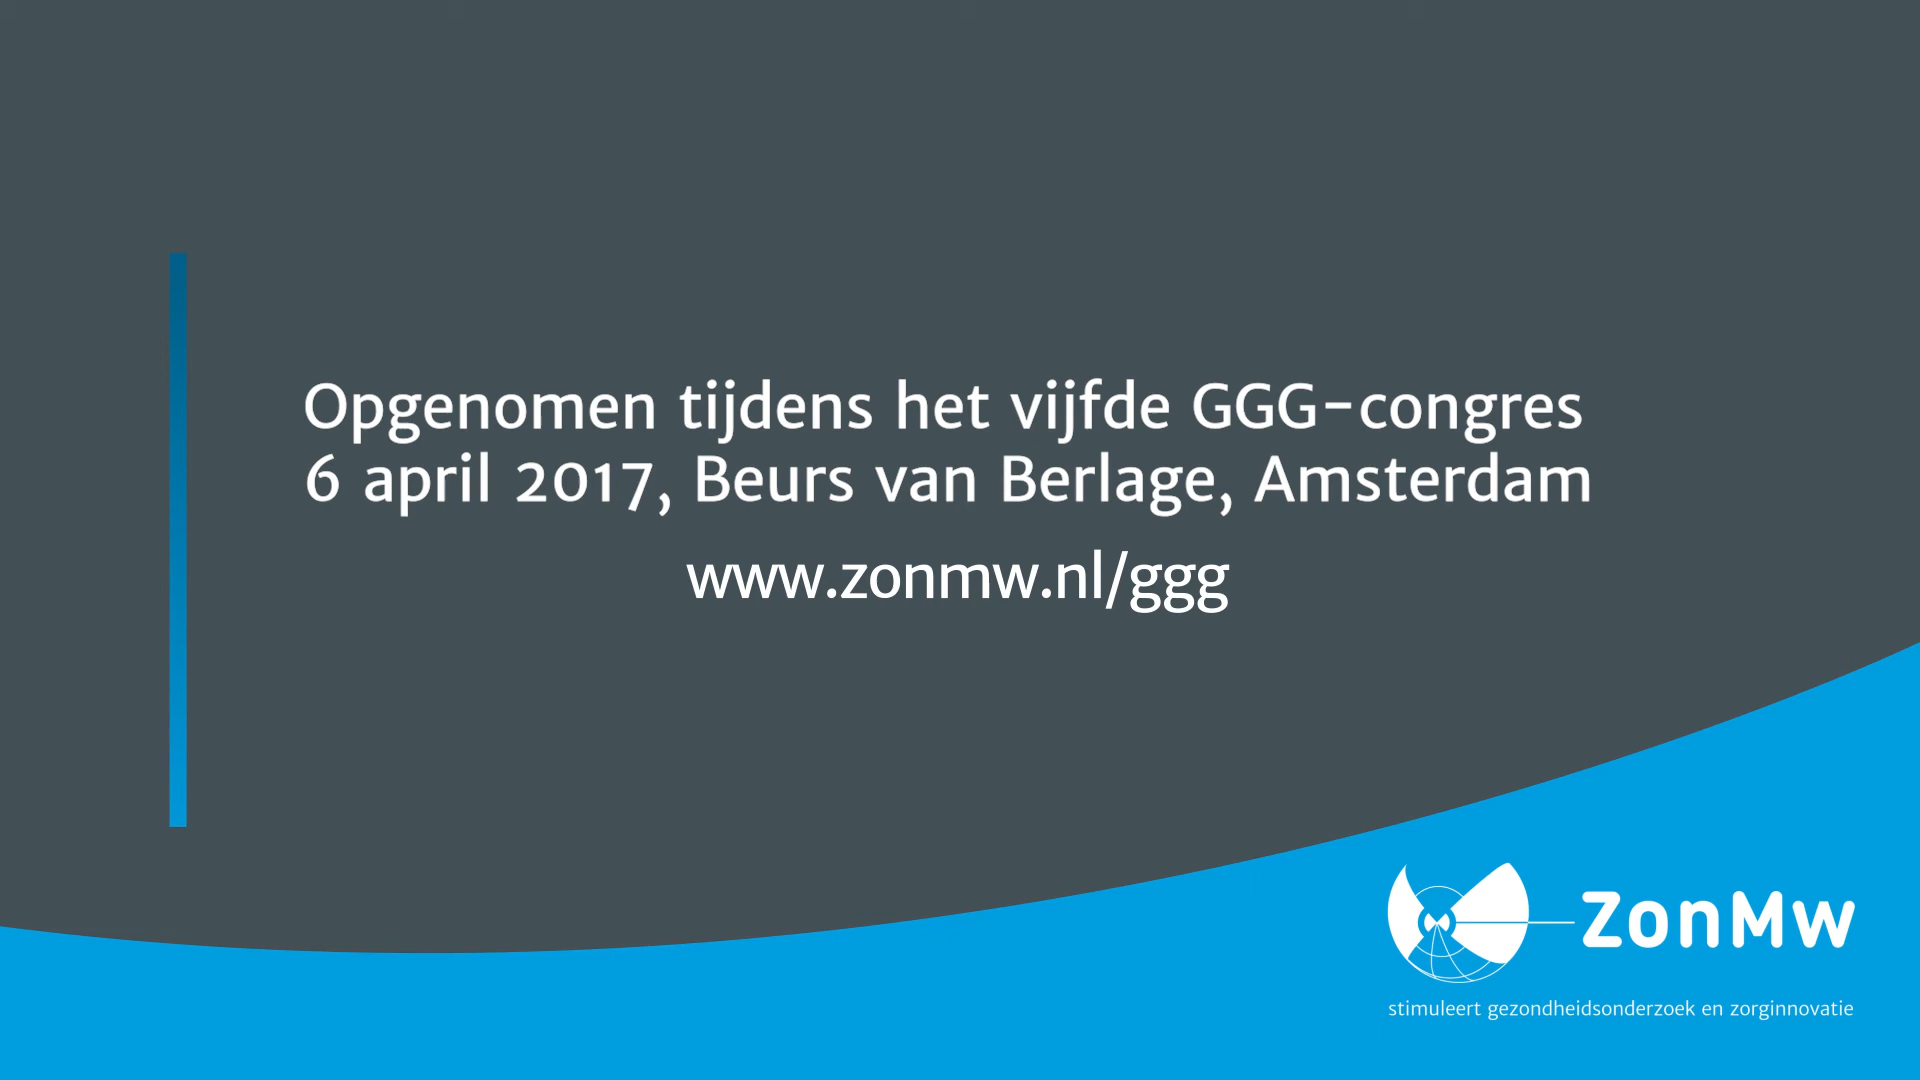 Opgenomen tijdens het vijfde GGG-congres
6 april 2017, Beurs van Berlage, Amsterdam
www.zonmw.nl/ggg
ZonMw
stimuleert gezondheidsonderzoek en zorginnovatie